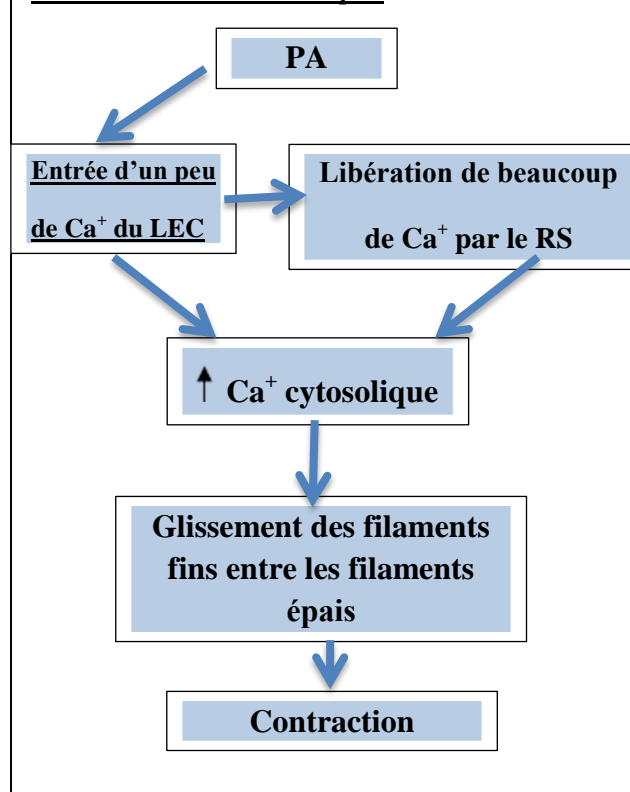 PA
Entrée d’un peu
de Ca⁺ du LEC
Libération de beaucoup
de Ca⁺ par le RS
↑ Ca⁺ cytosolique
Glissement des filaments
fins entre les filaments
épais
Contraction